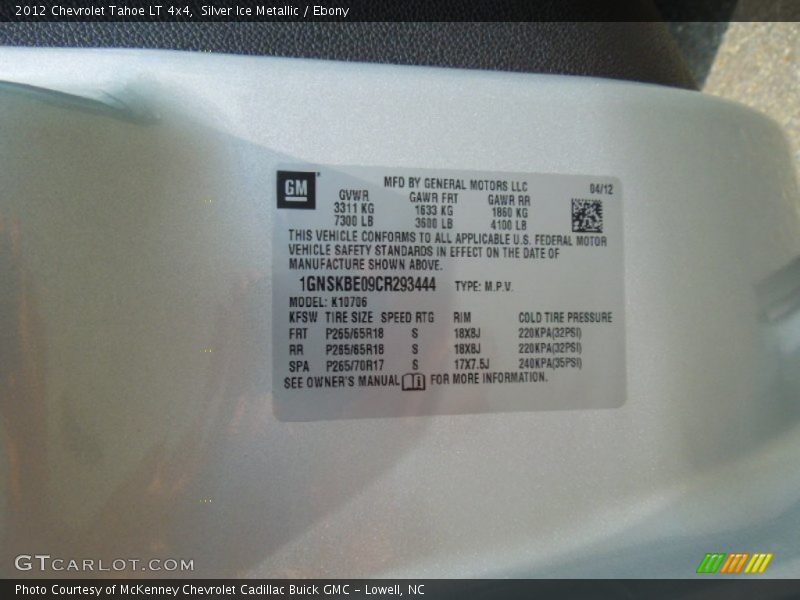 2012 Chevrolet Tahoe LT 4x4, Silver Ice Metallic / Ebony
GM
MFD BY GENERAL MOTORS LLC 04/12
GVWR GAWR FRT GAWR RR
3311 KG 1633 KG 1860 KG
7300 LB 3600 LB 4100 LB
THIS VEHICLE CONFORMS TO ALL APPLICABLE U.S. FEDERAL MOTOR
VEHICLE SAFETY STANDARDS IN EFFECT ON THE DATE OF
MANUFACTURE SHOWN ABOVE.
1GNSKBE09CR293444 TYPE: M.P.V.
MODEL: K10706
KFSW TIRE SIZE SPEED RTG RIM COLD TIRE PRESSURE
FRT P265/65R18 S 18X8J 220KPA(32PSI)
RR P265/65R18 S 18X8J 220KPA(32PSI)
SPA P265/70R17 S 17X7.5J 240KPA(35PSI)
SEE OWNER'S MANUAL FOR MORE INFORMATION.
GTCARLOT.COM
Photo Courtesy of McKenney Chevrolet Cadillac Buick GMC - Lowell, NC